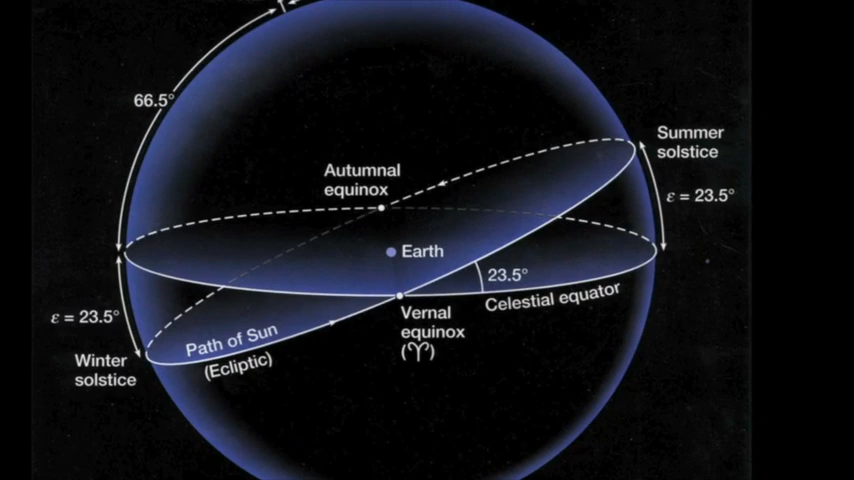 66.5°
Summer
solstice
Autumnal
equinox
ε = 23.5°
Earth
23.5°
Celestial equator
ε = 23.5°
Vernal
equinox
(♈)
Path of Sun
(Ecliptic)
Winter
solstice